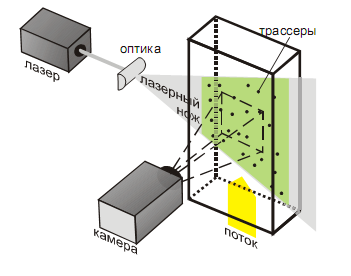 трассеры
оптика
лазер
лазерный
нож
камера
поток